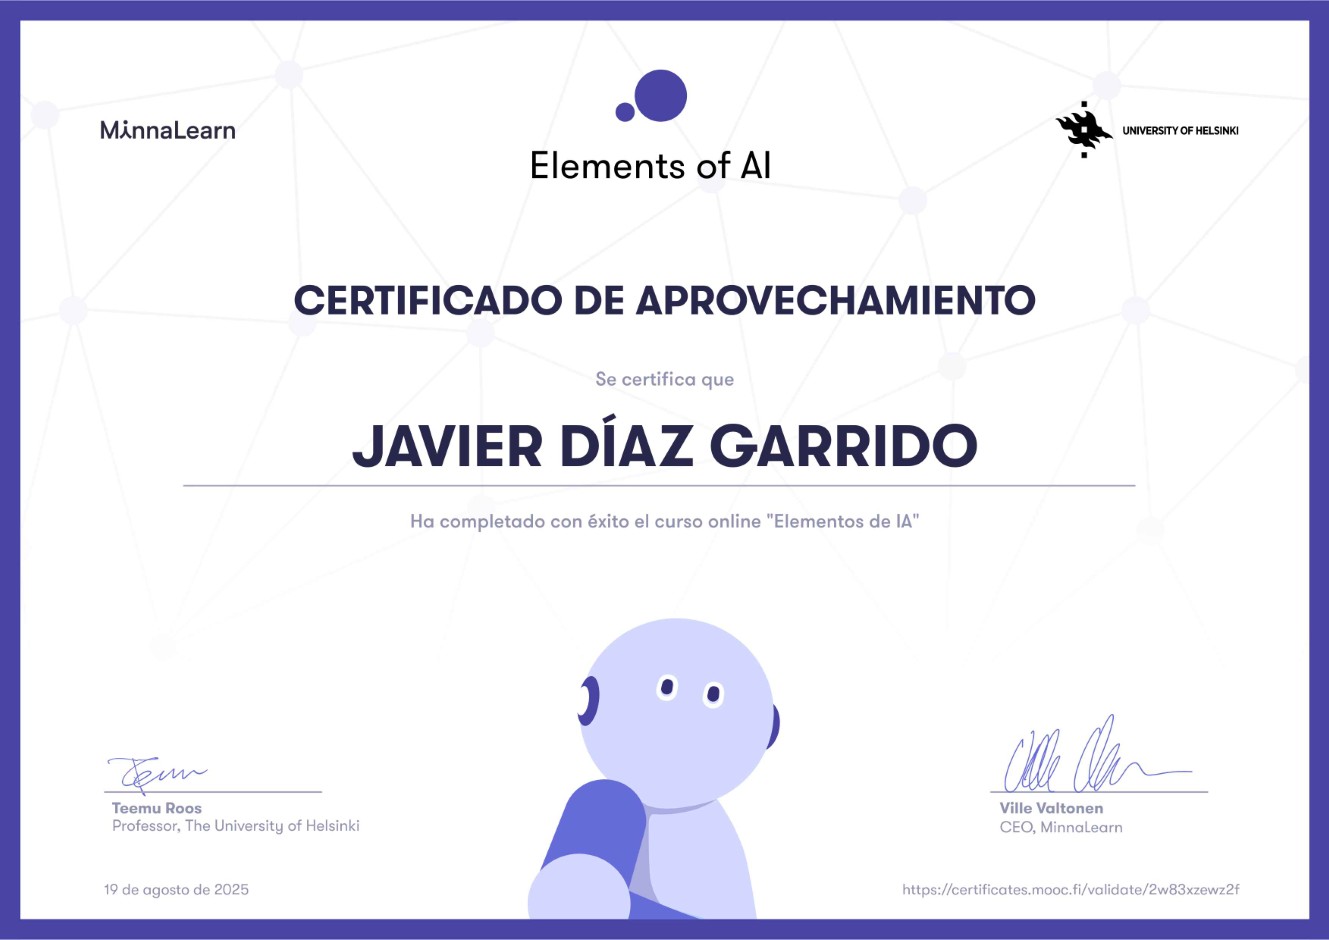 MinnaLearn
Elements of AI
UNIVERSITY OF HELSINKI
CERTIFICADO DE APROVECHAMIENTO
Se certifica que
JAVIER DÍAZ GARRIDO
Ha completado con éxito el curso online "Elementos de IA"
Teemu Roos
Professor, The University of Helsinki
Ville Valtonen
CEO, MinnaLearn
19 de agosto de 2025
https://certificates.mooc.fi/validate/2w83xzewz2f